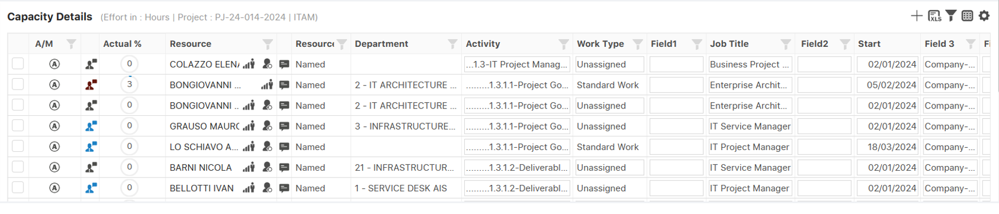 Capacity Details (Effort in : Hours | Project : PJ-24-014-2024 | ITAM) XLS
A/M Actual % Resource Resource Department Activity Work Type Field1 Job Title Field2 Start Field 3 Fi
A 0 COLAZZO ELENA Named ...1.3-IT Project Manag... Unassigned Business Project ... 02/01/2024 Company-...
A 3 BONGIOVANNI ... Named 2 - IT ARCHITECTURE ... .........1.3.1.1-Project Go... Standard Work Enterprise Archit... 05/02/2024 Company-...
A 0 BONGIOVANNI ... Named 2 - IT ARCHITECTURE ... .........1.3.1.1-Project Go... Unassigned Enterprise Archit... 02/01/2024 Company-...
A 0 GRAUSO MAURO Named 3 - INFRASTRUCTURE... .........1.3.1.1-Project Go... Unassigned IT Service Manager 02/01/2024 Company-...
A 0 LO SCHIAVO A... Named .........1.3.1.1-Project Go... Standard Work IT Project Manager 18/03/2024 Company-...
A 0 BARNI NICOLA Named 21 - INFRASTRUCTUR... .........1.3.1.2-Deliverabl... Unassigned IT Service Manager 02/01/2024 Company-...
A 0 BELLOTTI IVAN Named 1 - SERVICE DESK AIS .........1.3.1.2-Deliverabl... Unassigned IT Project Manager 02/01/2024 Company-...